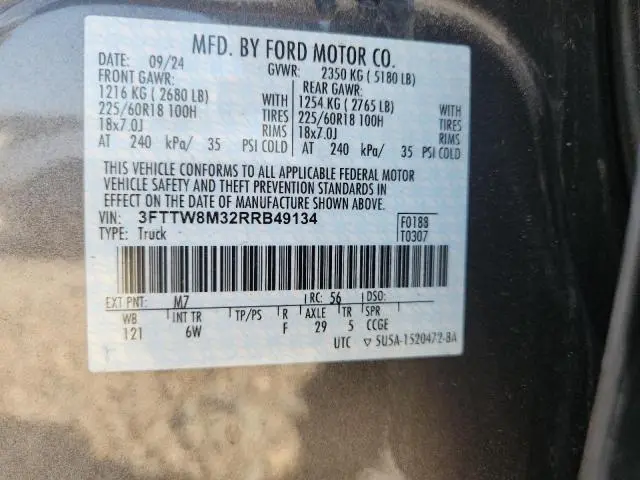 MFD. BY FORD MOTOR CO.
DATE: 09/24 GVWR: 2350 KG ( 5180 LB)
FRONT GAWR: REAR GAWR:
1216 KG ( 2680 LB) WITH 1254 KG ( 2765 LB) WITH
225/60R18 100H TIRES 225/60R18 100H TIRES
18x7.0J RIMS 18x7.0J RIMS
AT 240 kPa/ 35 PSI COLD AT 240 kPa/ 35 PSI COLD
THIS VEHICLE CONFORMS TO ALL APPLICABLE FEDERAL MOTOR
VEHICLE SAFETY AND THEFT PREVENTION STANDARDS IN
EFFECT ON THE DATE OF MANUFACTURE SHOWN ABOVE.
VIN: 3FTTW8M32RRB49134 F0188
TYPE: Truck T0307
EXT PNT: M7 RC: 56 DSO:
WB INT TR TP/PS R AXLE TR SPR
121 6W F 29 5 CCGE
UTC ▽ 5U5A-1520472-BA